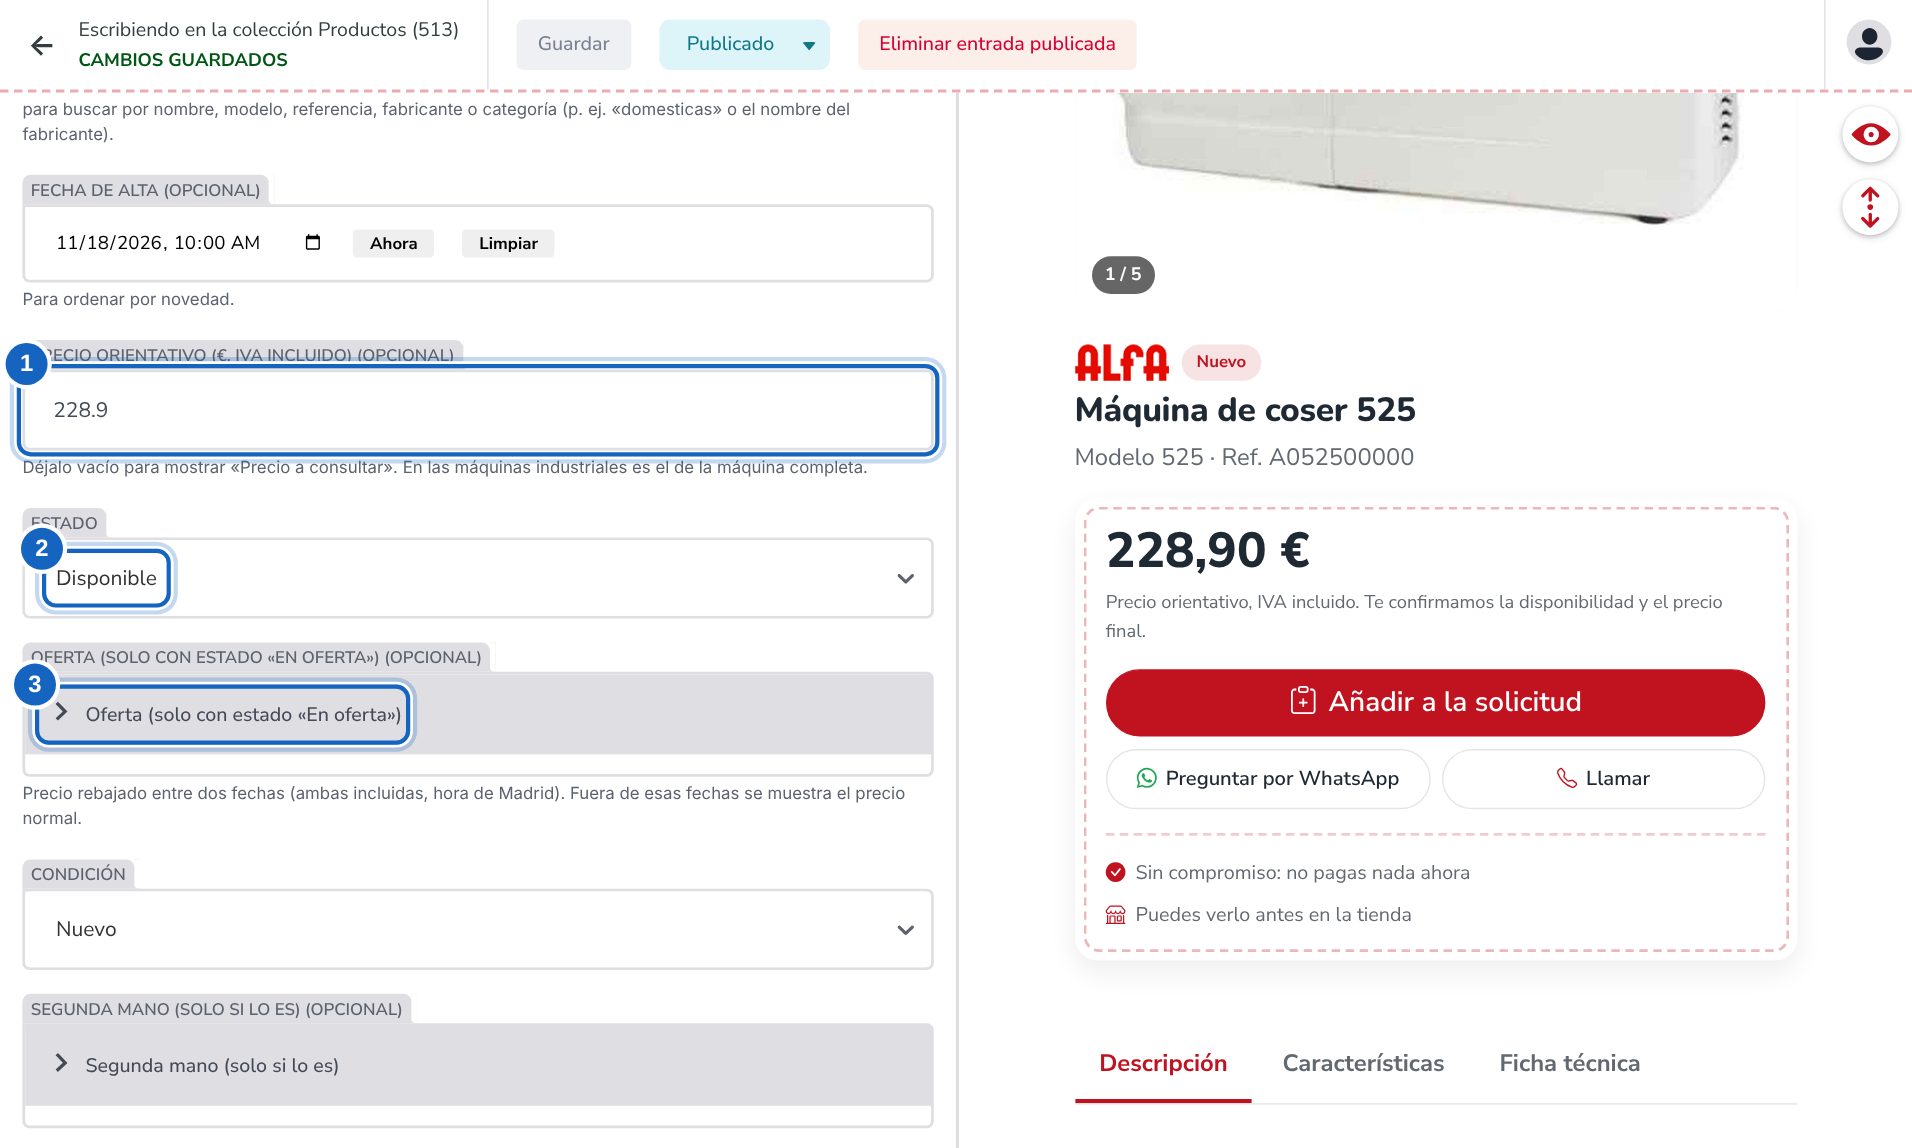 Escribiendo en la colección Productos (513)
CAMBIOS GUARDADOS
Guardar
Publicado
Eliminar entrada publicada
para buscar por nombre, modelo, referencia, fabricante o categoría (p. ej. «domesticas» o el nombre del
fabricante).
FECHA DE ALTA (OPCIONAL)
11/18/2026, 10:00 AM
Ahora
Limpiar
Para ordenar por novedad.
1
RECIO ORIENTATIVO (€, IVA INCLUIDO) (OPCIONAL)
228.9
Déjalo vacío para mostrar «Precio a consultar». En las máquinas industriales es el de la máquina completa.
ESTADO
2
Disponible
OFERTA (SOLO CON ESTADO «EN OFERTA») (OPCIONAL)
3
Oferta (solo con estado «En oferta»)
Precio rebajado entre dos fechas (ambas incluidas, hora de Madrid). Fuera de esas fechas se muestra el precio
normal.
CONDICIÓN
Nuevo
SEGUNDA MANO (SOLO SI LO ES) (OPCIONAL)
Segunda mano (solo si lo es)
1 / 5
ALFA
Nuevo
Máquina de coser 525
Modelo 525 · Ref. A052500000
228,90 €
Precio orientativo, IVA incluido. Te confirmamos la disponibilidad y el precio
final.
Añadir a la solicitud
Preguntar por WhatsApp
Llamar
Sin compromiso: no pagas nada ahora
Puedes verlo antes en la tienda
Descripción
Características
Ficha técnica